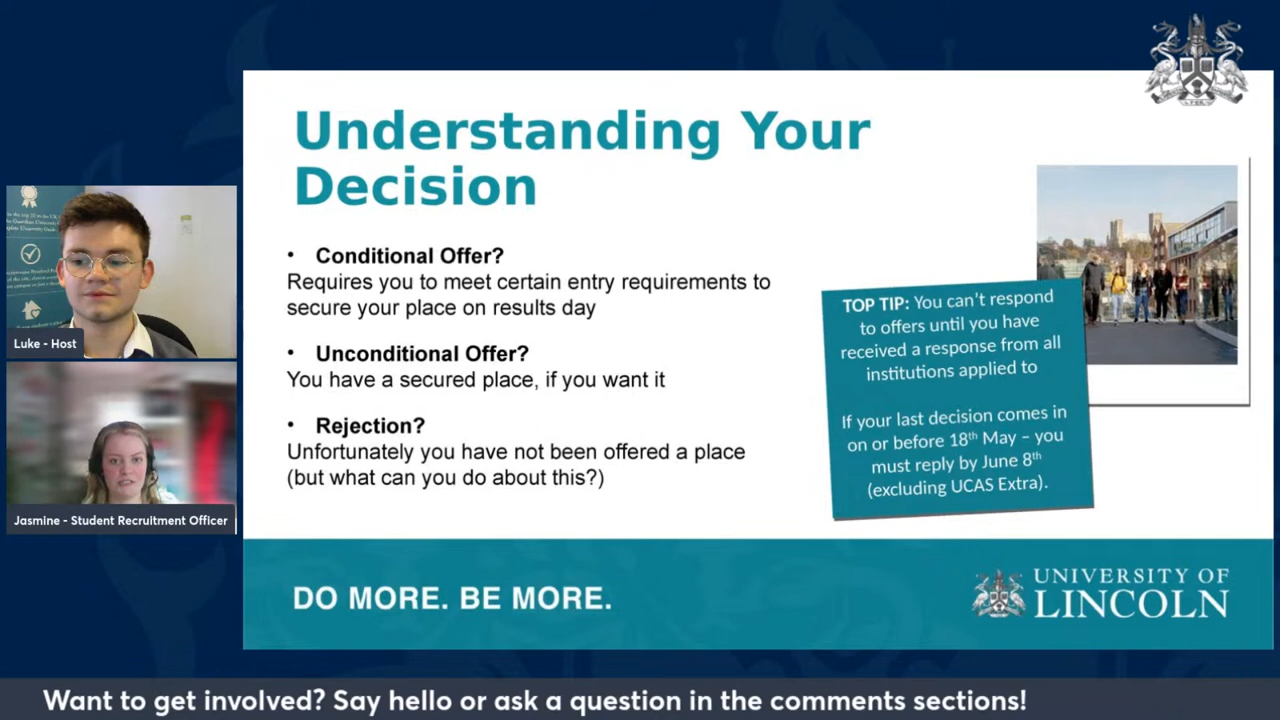 Understanding Your
Decision
• Conditional Offer?
Requires you to meet certain entry requirements to
secure your place on results day
• Unconditional Offer?
You have a secured place, if you want it
• Rejection?
Unfortunately you have not been offered a place
(but what can you do about this?)
TOP TIP: You can't respond
to offers until you have
received a response from all
institutions applied to
If your last decision comes in
on or before 18th May – you
must reply by June 8th
(excluding UCAS Extra).
Luke - Host
Jasmine - Student Recruitment Officer
DO MORE. BE MORE.
UNIVERSITY OF
LINCOLN
Want to get involved? Say hello or ask a question in the comments sections!